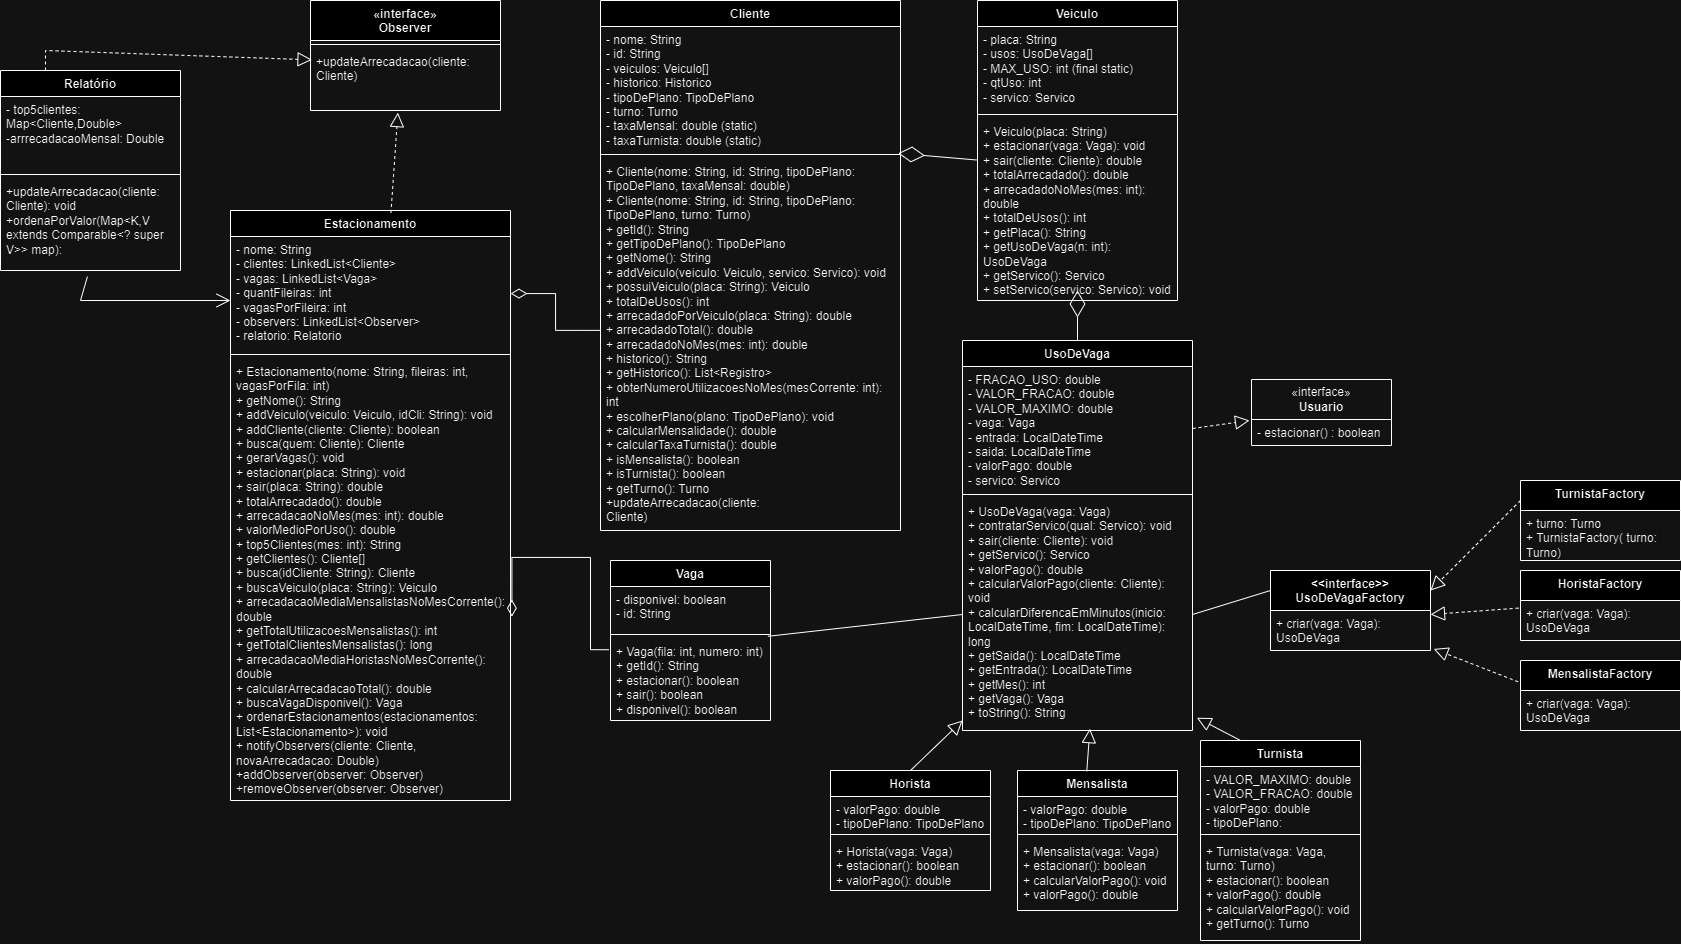 «interface»
Observer
+updateArrecadacao(cliente:
Cliente)
Relatório
- top5clientes:
Map<Cliente,Double>
-arrrecadacaoMensal: Double
+updateArrecadacao(cliente:
Cliente): void
+ordenaPorValor(Map<K,V
extends Comparable<? super
V>> map):
Estacionamento
- nome: String
- clientes: LinkedList<Cliente>
- vagas: LinkedList<Vaga>
- quantFileiras: int
- vagasPorFileira: int
- observers: LinkedList<Observer>
- relatorio: Relatorio
+ Estacionamento(nome: String, fileiras: int,
vagasPorFila: int)
+ getNome(): String
+ addVeiculo(veiculo: Veiculo, idCli: String): void
+ addCliente(cliente: Cliente): boolean
+ busca(quem: Cliente): Cliente
+ gerarVagas(): void
+ estacionar(placa: String): void
+ sair(placa: String): double
+ totalArrecadado(): double
+ arrecadacaoNoMes(mes: int): double
+ valorMedioPorUso(): double
+ top5Clientes(mes: int): String
+ getClientes(): Cliente[]
+ busca(idCliente: String): Cliente
+ buscaVeiculo(placa: String): Veiculo
+ arrecadacaoMediaMensalistasNoMesCorrente():
double
+ getTotalUtilizacoesMensalistas(): int
+ getTotalClientesMensalistas(): long
+ arrecadacaoMediaHoristasNoMesCorrente():
double
+ calcularArrecadacaoTotal(): double
+ buscaVagaDisponivel(): Vaga
+ ordenarEstacionamentos(estacionamentos:
List<Estacionamento>): void
+ notifyObservers(cliente: Cliente,
novaArrecadacao: Double)
+addObserver(observer: Observer)
+removeObserver(observer: Observer)
Cliente
- nome: String
- id: String
- veiculos: Veiculo[]
- historico: Historico
- tipoDePlano: TipoDePlano
- turno: Turno
- taxaMensal: double (static)
- taxaTurnista: double (static)
+ Cliente(nome: String, id: String, tipoDePlano:
TipoDePlano, taxaMensal: double)
+ Cliente(nome: String, id: String, tipoDePlano:
TipoDePlano, turno: Turno)
+ getId(): String
+ getTipoDePlano(): TipoDePlano
+ getNome(): String
+ addVeiculo(veiculo: Veiculo, servico: Servico): void
+ possuiVeiculo(placa: String): Veiculo
+ totalDeUsos(): int
+ arrecadadoPorVeiculo(placa: String): double
+ arrecadadoTotal(): double
+ arrecadadoNoMes(mes: int): double
+ historico(): String
+ getHistorico(): List<Registro>
+ obterNumeroUtilizacoesNoMes(mesCorrente: int):
int
+ escolherPlano(plano: TipoDePlano): void
+ calcularMensalidade(): double
+ calcularTaxaTurnista(): double
+ isMensalista(): boolean
+ isTurnista(): boolean
+ getTurno(): Turno
+updateArrecadacao(cliente:
Cliente)
Veiculo
- placa: String
- usos: UsoDeVaga[]
- MAX_USO: int (final static)
- qtUso: int
- servico: Servico
+ Veiculo(placa: String)
+ estacionar(vaga: Vaga): void
+ sair(cliente: Cliente): double
+ totalArrecadado(): double
+ arrecadadoNoMes(mes: int):
double
+ totalDeUsos(): int
+ getPlaca(): String
+ getUsoDeVaga(n: int):
UsoDeVaga
+ getServico(): Servico
+ setServico(servico: Servico): void
Vaga
- disponivel: boolean
- id: String
+ Vaga(fila: int, numero: int)
+ getId(): String
+ estacionar(): boolean
+ sair(): boolean
+ disponivel(): boolean
UsoDeVaga
- FRACAO_USO: double
- VALOR_FRACAO: double
- VALOR_MAXIMO: double
- vaga: Vaga
- entrada: LocalDateTime
- saida: LocalDateTime
- valorPago: double
- servico: Servico
+ UsoDeVaga(vaga: Vaga)
+ contratarServico(qual: Servico): void
+ sair(cliente: Cliente): void
+ getServico(): Servico
+ valorPago(): double
+ calcularValorPago(cliente: Cliente):
void
+ calcularDiferencaEmMinutos(inicio:
LocalDateTime, fim: LocalDateTime):
long
+ getSaida(): LocalDateTime
+ getEntrada(): LocalDateTime
+ getMes(): int
+ getVaga(): Vaga
+ toString(): String
«interface»
Usuario
- estacionar() : boolean
<<interface>>
UsoDeVagaFactory
+ criar(vaga: Vaga):
UsoDeVaga
TurnistaFactory
+ turno: Turno
+ TurnistaFactory( turno:
Turno)
HoristaFactory
+ criar(vaga: Vaga):
UsoDeVaga
MensalistaFactory
+ criar(vaga: Vaga):
UsoDeVaga
Horista
- valorPago: double
- tipoDePlano: TipoDePlano
+ Horista(vaga: Vaga)
+ estacionar(): boolean
+ valorPago(): double
Mensalista
- valorPago: double
- tipoDePlano: TipoDePlano
+ Mensalista(vaga: Vaga)
+ estacionar(): boolean
+ calcularValorPago(): void
+ valorPago(): double
Turnista
- VALOR_MAXIMO: double
- VALOR_FRACAO: double
- valorPago: double
- tipoDePlano:
+ Turnista(vaga: Vaga,
turno: Turno)
+ estacionar(): boolean
+ valorPago(): double
+ calcularValorPago(): void
+ getTurno(): Turno